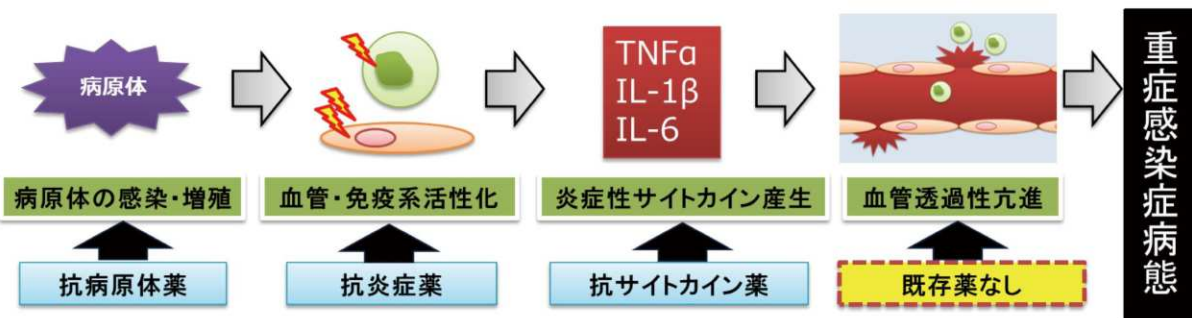 病原体
TNFα
IL-1β
IL-6
重症感染症病態
病原体の感染・増殖
血管・免疫系活性化
炎症性サイトカイン産生
血管透過性亢進
抗病原体薬
抗炎症薬
抗サイトカイン薬
既存薬なし